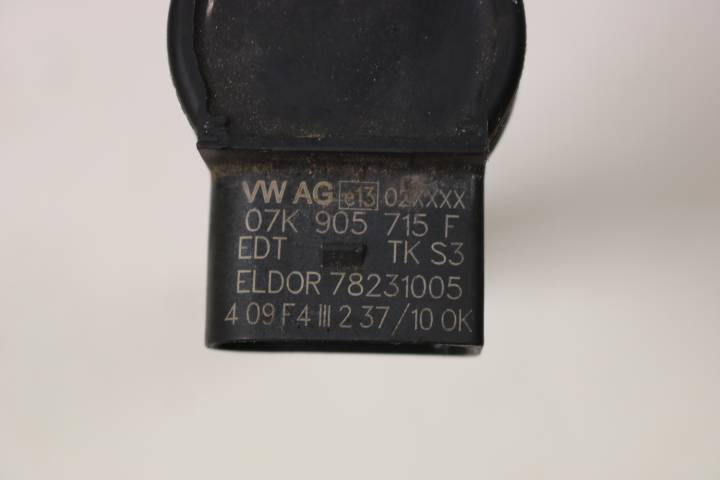 VW AG e13 02XXXX
07K 905 715 F
EDT TK S3
ELDOR 78231005
4 09 F4 III 2 37/10 OK